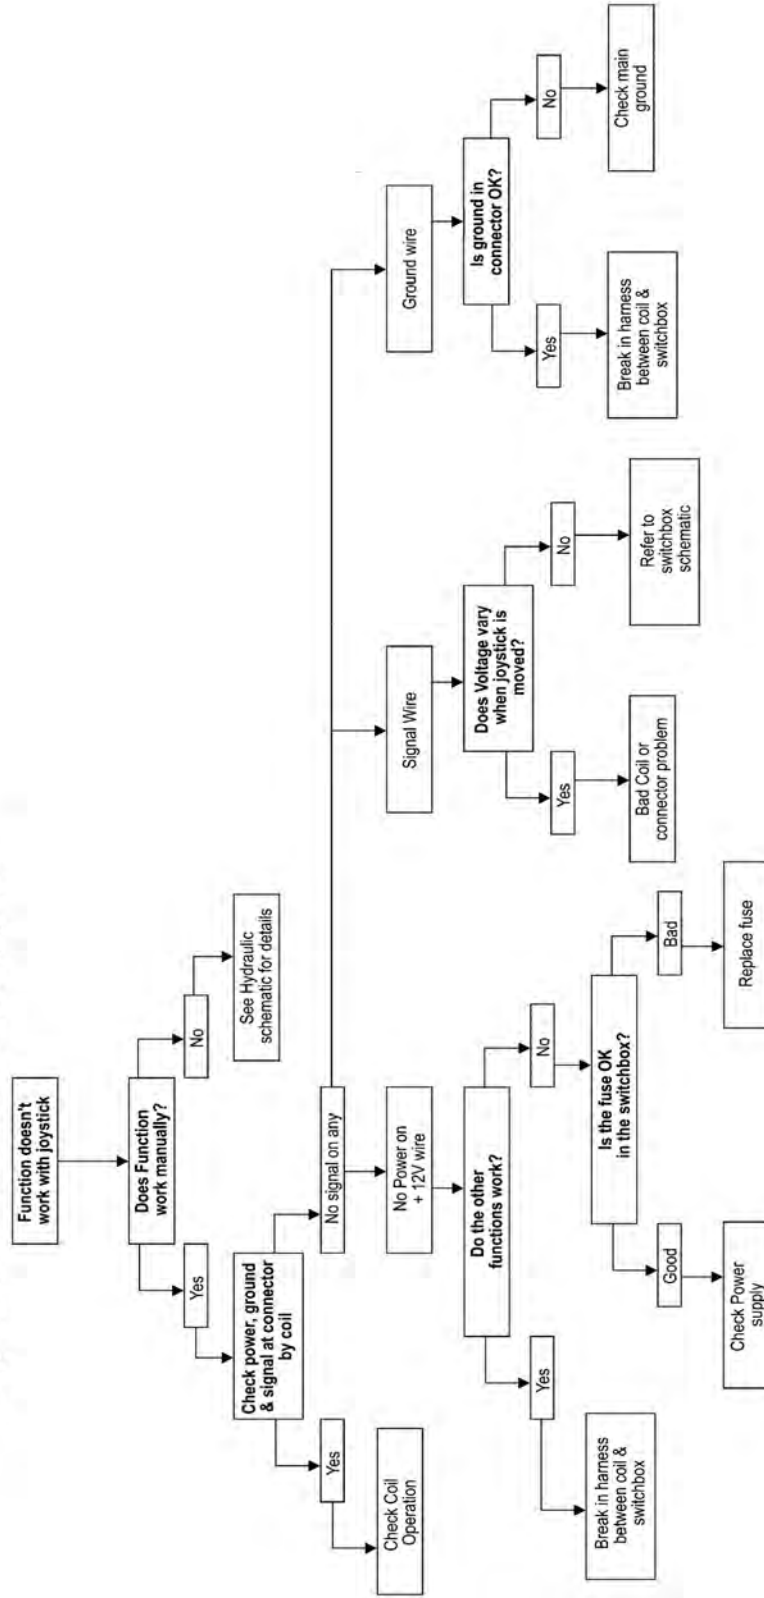 Function doesn't
work with joystick
Does Function
work manually?
Yes
No
See Hydraulic
schematic for details
Check power, ground
& signal at connector
by coil
Yes
No signal on any
Check Coil
Operation
No Power on
+ 12V wire
Signal Wire
Ground wire
Do the other
functions work?
Does Voltage vary
when joystick is
moved?
Is ground in
connector OK?
Yes
No
Yes
No
Yes
No
Break in harness
between coil &
switchbox
Is the fuse OK
in the switchbox?
Bad Coil or
connector problem
Refer to
switchbox
schematic
Break in harness
between coil &
switchbox
Check main
ground
Good
Bad
Check Power
supply
Replace fuse